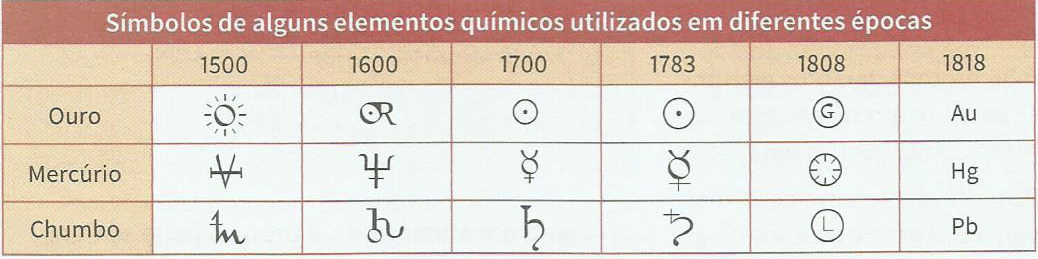 Símbolos de alguns elementos químicos utilizados em diferentes épocas
1500 1600 1700 1783 1808 1818
Ouro ☉ ☉ G Au
Mercúrio ☿ ☿ Hg
Chumbo ♄ L Pb